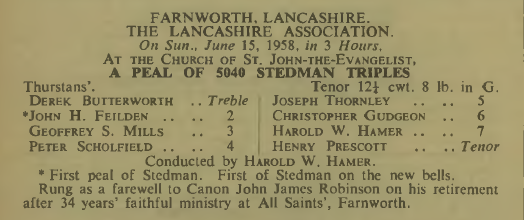 FARNWORTH, LANCASHIRE.
THE LANCASHIRE ASSOCIATION.
On Sun., June 15, 1958, in 3 Hours,
AT THE CHURCH OF ST. JOHN-THE-EVANGELIST,
A PEAL OF 5040 STEDMAN TRIPLES
Thurstans'. Tenor 12¼ cwt. 8 lb. in G.
DEREK BUTTERWORTH .. Treble JOSEPH THORNLEY .. .. 5
*JOHN H. FEILDEN .. .. 2 CHRISTOPHER GUDGEON .. 6
GEOFFREY S. MILLS .. 3 HAROLD W. HAMER .. .. 7
PETER SCHOLFIELD .. .. 4 HENRY PRESCOTT .. .. Tenor
Conducted by HAROLD W. HAMER.
* First peal of Stedman. First of Stedman on the new bells.
Rung as a farewell to Canon John James Robinson on his retirement
after 34 years' faithful ministry at All Saints', Farnworth.